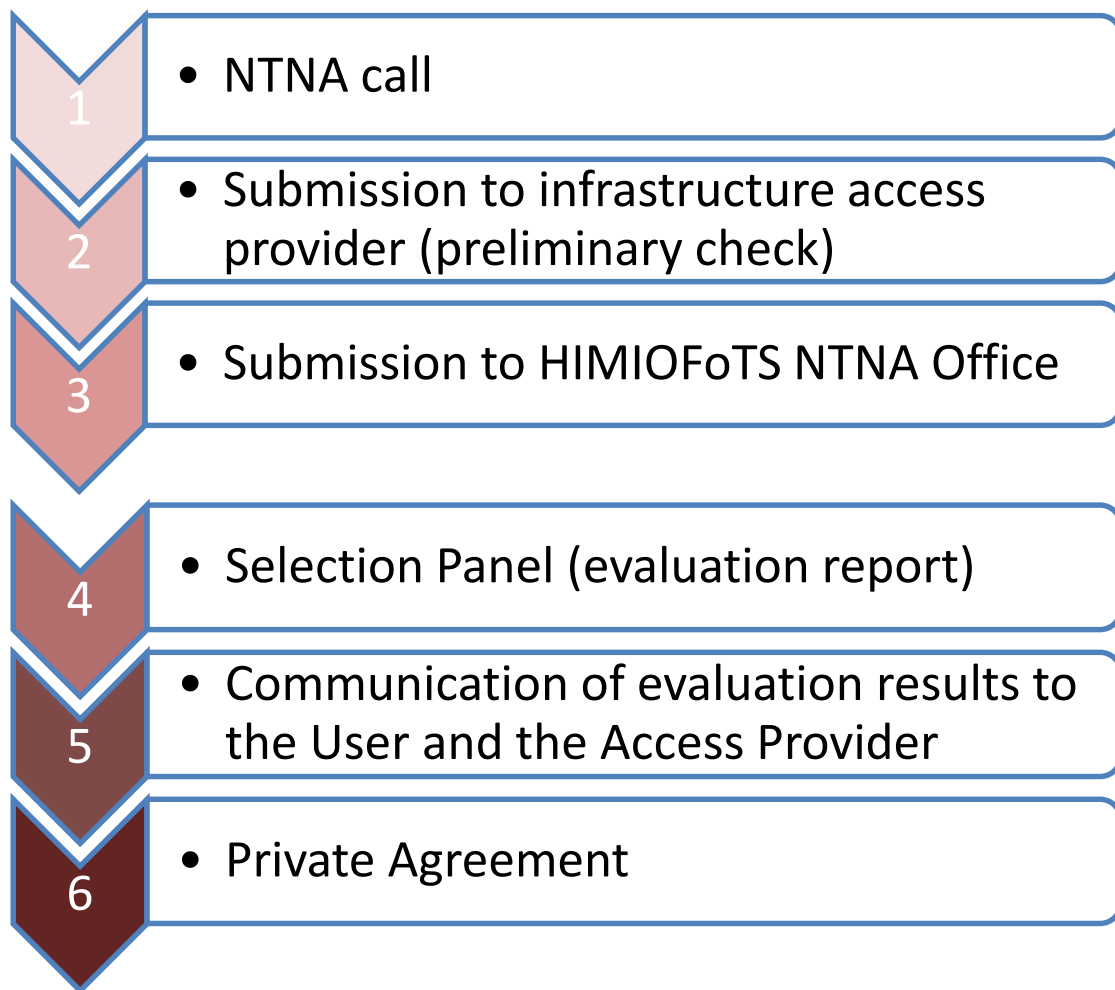 1
• NTNA call
2
• Submission to infrastructure access
provider (preliminary check)
3
• Submission to HIMIOFoTS NTNA Office
4
• Selection Panel (evaluation report)
5
• Communication of evaluation results to
the User and the Access Provider
6
• Private Agreement